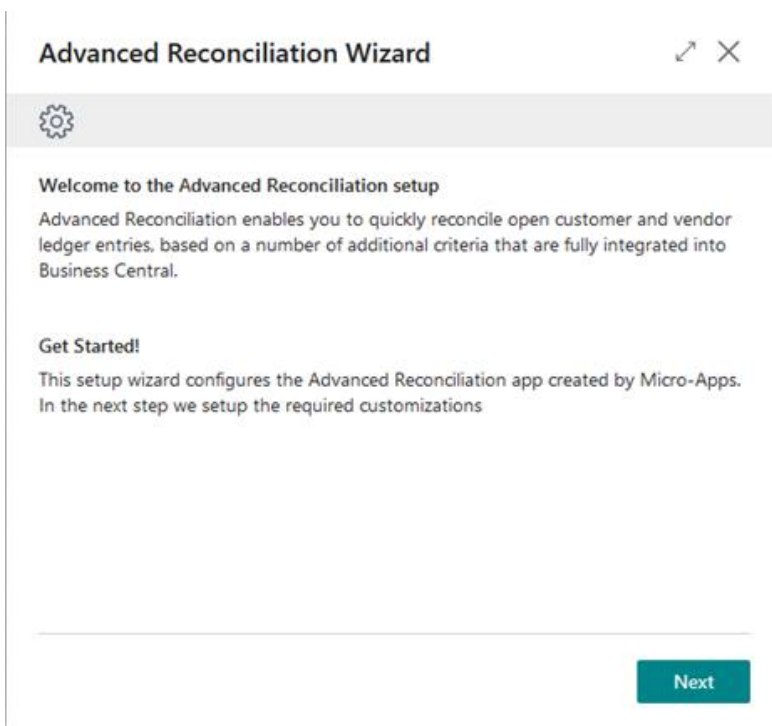 Advanced Reconciliation Wizard
Welcome to the Advanced Reconciliation setup
Advanced Reconciliation enables you to quickly reconcile open customer and vendor
ledger entries, based on a number of additional criteria that are fully integrated into
Business Central.
Get Started!
This setup wizard configures the Advanced Reconciliation app created by Micro-Apps.
In the next step we setup the required customizations
Next